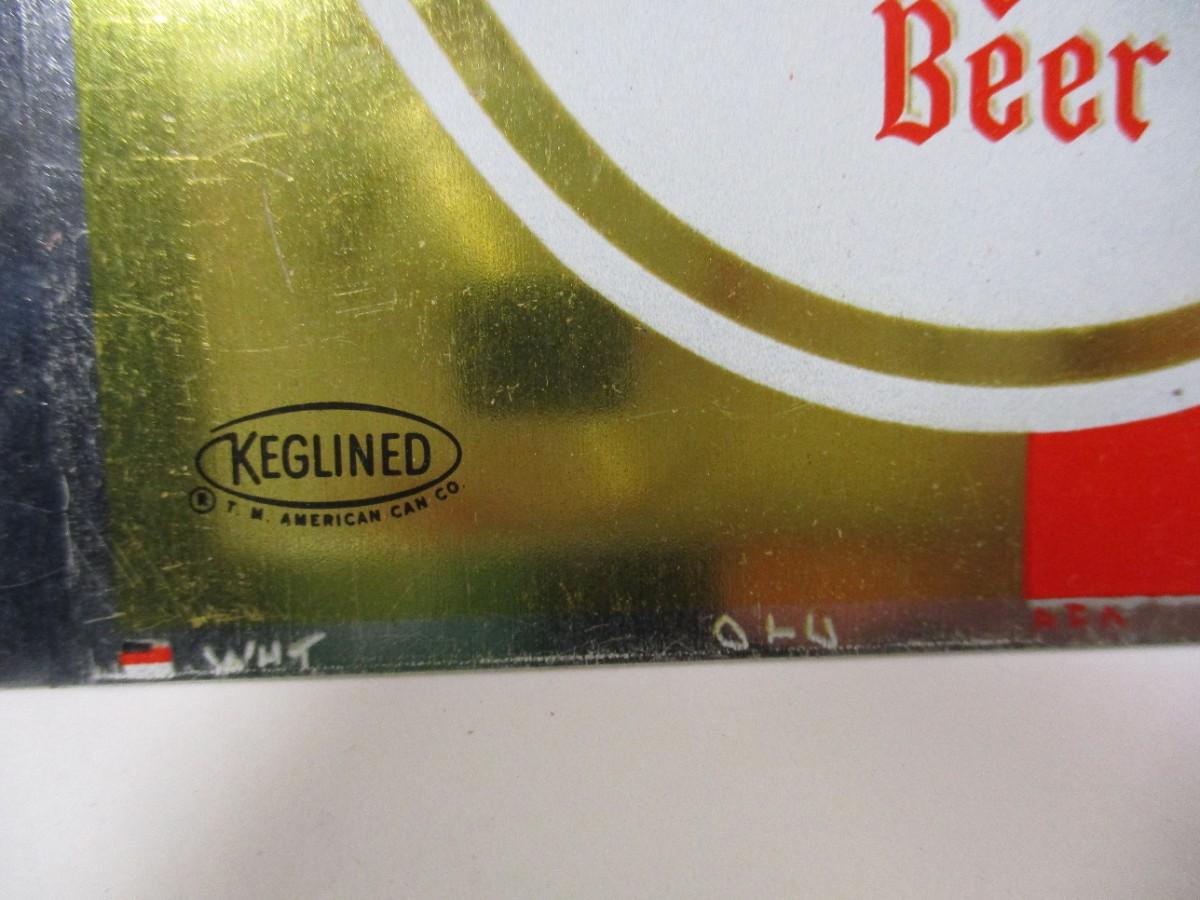 Beer
KEGLINED
® T. M. AMERICAN CAN CO.
WHT